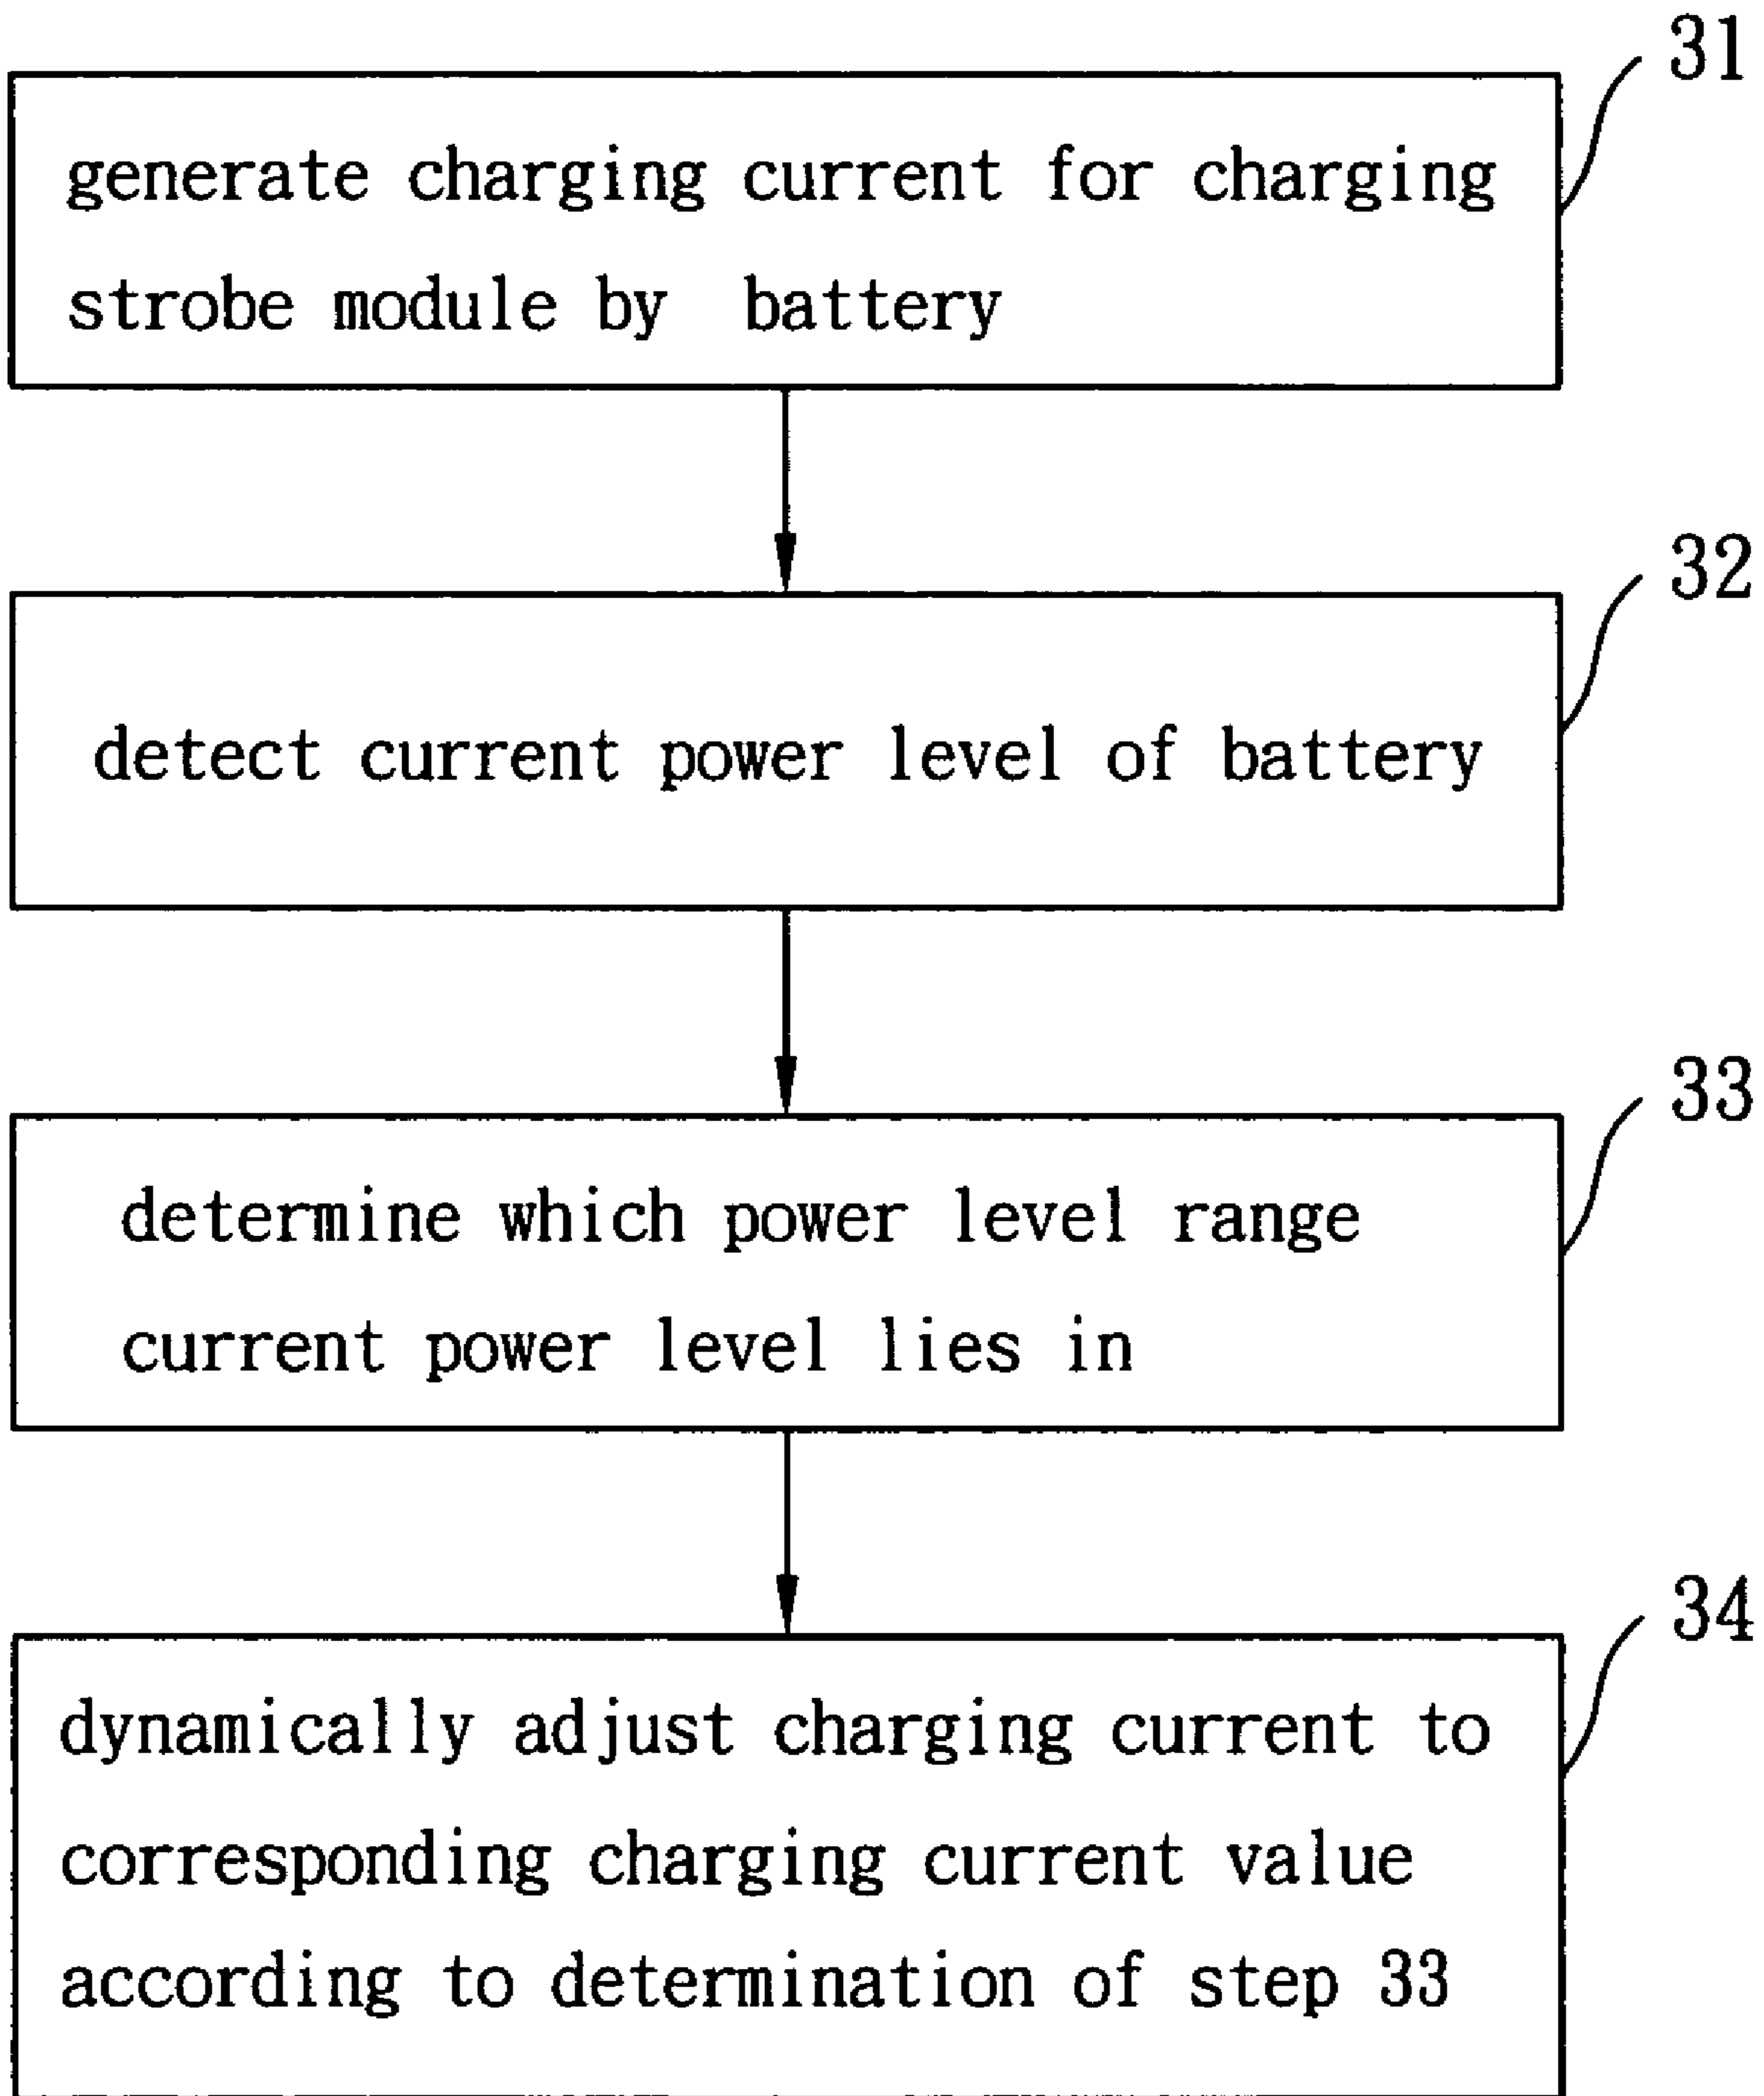 31
generate charging current for charging
strobe module by battery
32
detect current power level of battery
33
determine which power level range
current power level lies in
34
dynamically adjust charging current to
corresponding charging current value
according to determination of step 33